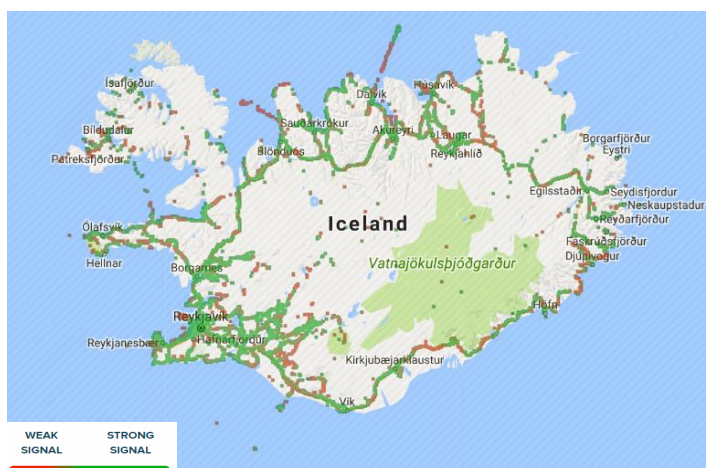 Ísafjörður
Bíldudalur
Patreksfjörður
Dalvík
Húsavík
Sauðárkrókur
Akureyri
Laugar
Blönduós
Reykjahlíð
Borgarfjörður
Eystri
Egilsstaðir
Seydisfjordur
Neskaupstadur
Reyðarfjörður
Ólafsvík
Iceland
Hellnar
Fáskrúðsfjörður
Djúpivogur
Vatnajökulsþjóðgarður
Borgarnes
Höfn
Reykjavík
Reykjanesbær
Hafnarfjörður
Kirkjubæjarklaustur
Vík
WEAK STRONG
SIGNAL SIGNAL